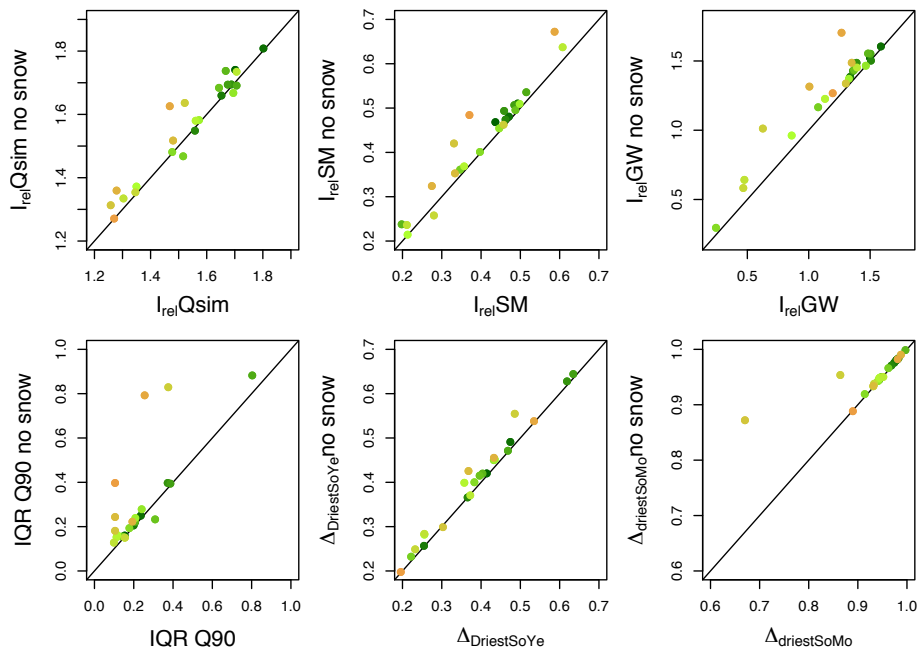 IrelQsim no snow
1.2 1.4 1.6 1.8
1.2 1.4 1.6 1.8
IrelQsim
IrelSM no snow
0.2 0.3 0.4 0.5 0.6 0.7
0.2 0.3 0.4 0.5 0.6 0.7
IrelSM
IrelGW no snow
0.5 1.0 1.5
0.5 1.0 1.5
IrelGW
IQR Q90 no snow
0.0 0.2 0.4 0.6 0.8 1.0
0.0 0.2 0.4 0.6 0.8 1.0
IQR Q90
ΔDriestSoYe no snow
0.2 0.3 0.4 0.5 0.6 0.7
0.2 0.3 0.4 0.5 0.6 0.7
ΔDriestSoYe
ΔdriestSoMo no snow
0.6 0.7 0.8 0.9 1.0
0.6 0.7 0.8 0.9 1.0
ΔdriestSoMo